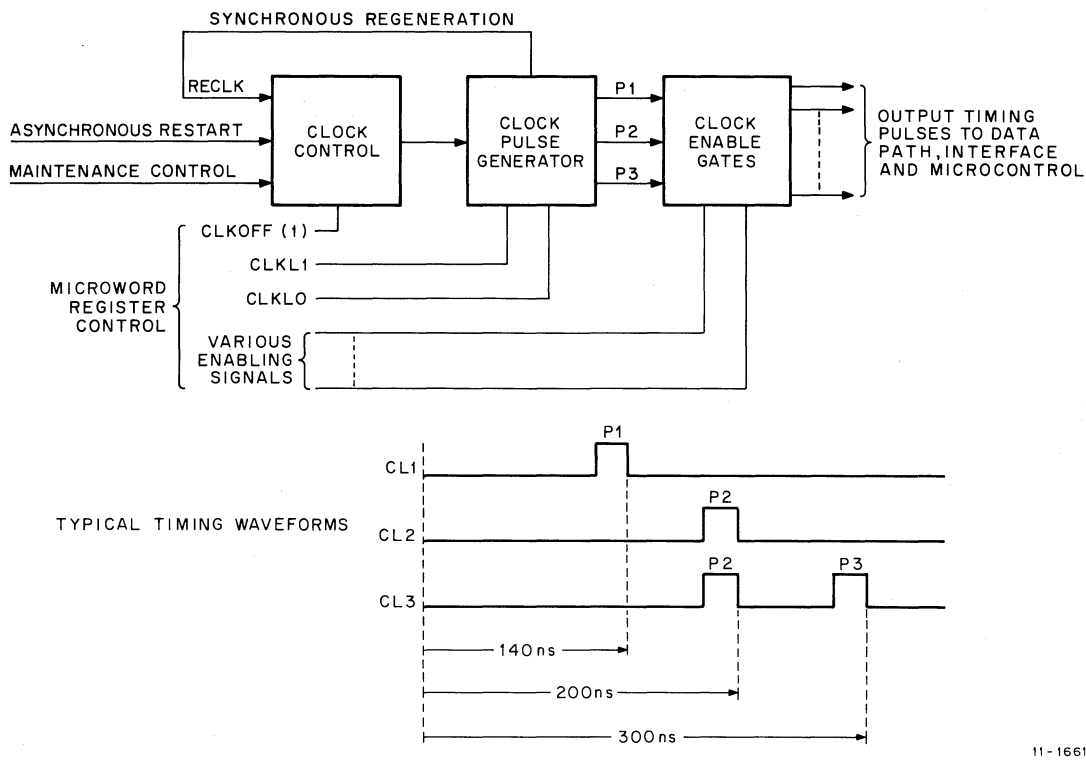 SYNCHRONOUS REGENERATION
RECLK
ASYNCHRONOUS RESTART
MAINTENANCE CONTROL
CLOCK
CONTROL
CLOCK
PULSE
GENERATOR
P1
P2
P3
CLOCK
ENABLE
GATES
OUTPUT TIMING
PULSES TO DATA
PATH, INTERFACE
AND MICROCONTROL
MICROWORD
REGISTER
CONTROL
CLKOFF (1)
CLKL1
CLKLO
VARIOUS
ENABLING
SIGNALS
TYPICAL TIMING WAVEFORMS
CL1
P1
CL2
P2
CL3
P2
P3
140ns
200ns
300ns
11-1661